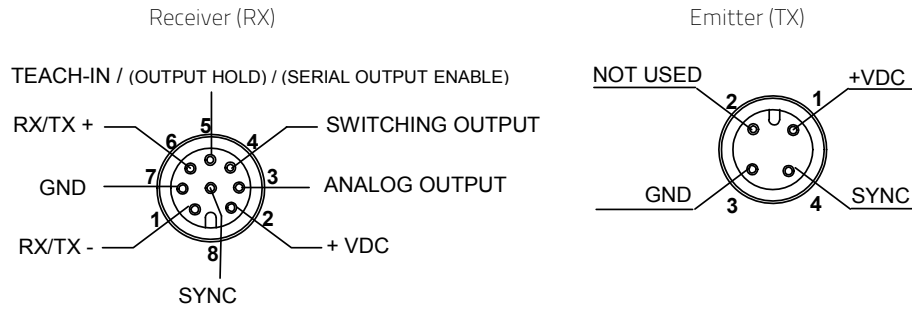 Receiver (RX)
Emitter (TX)
TEACH-IN / (OUTPUT HOLD) / (SERIAL OUTPUT ENABLE)
RX/TX +
5
6
4
SWITCHING OUTPUT
GND
7
3
ANALOG OUTPUT
1
2
RX/TX -
8
+ VDC
SYNC
NOT USED
2
1
+VDC
GND
3
4
SYNC